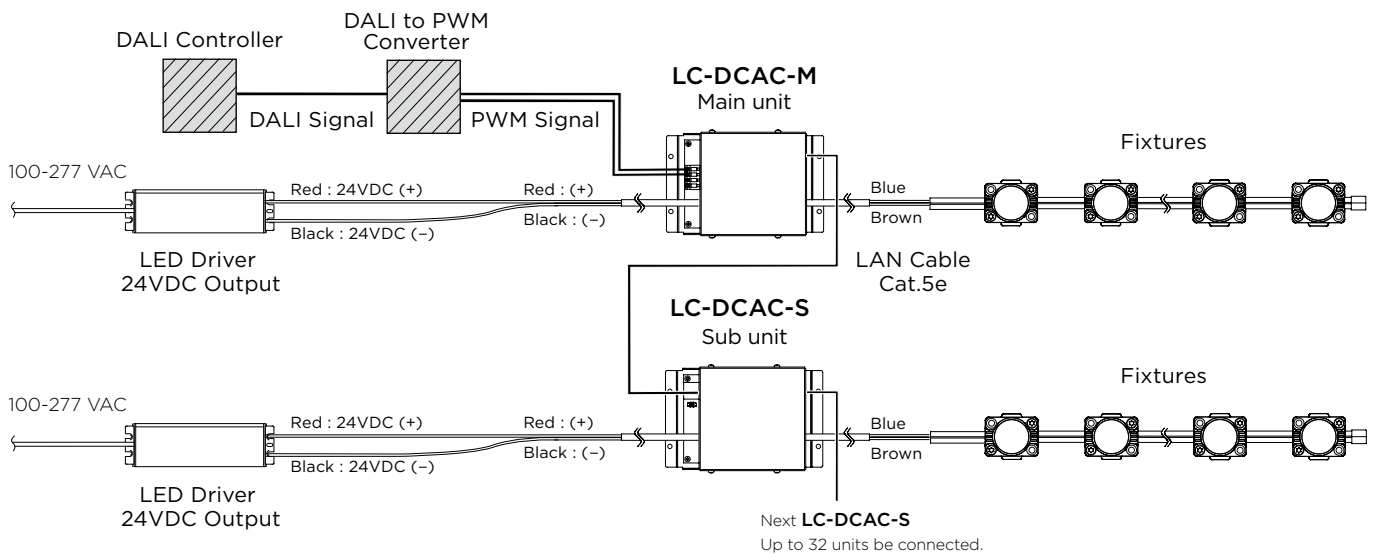 DALI Controller
DALI to PWM
Converter
DALI Signal
PWM Signal
LC-DCAC-M
Main unit
Fixtures
100-277 VAC
Red : 24VDC (+)
Black : 24VDC (−)
Red : (+)
Black : (−)
Blue
Brown
LED Driver
24VDC Output
LAN Cable
Cat.5e
LC-DCAC-S
Sub unit
Fixtures
100-277 VAC
Red : 24VDC (+)
Black : 24VDC (−)
Red : (+)
Black : (−)
Blue
Brown
LED Driver
24VDC Output
Next LC-DCAC-S
Up to 32 units be connected.